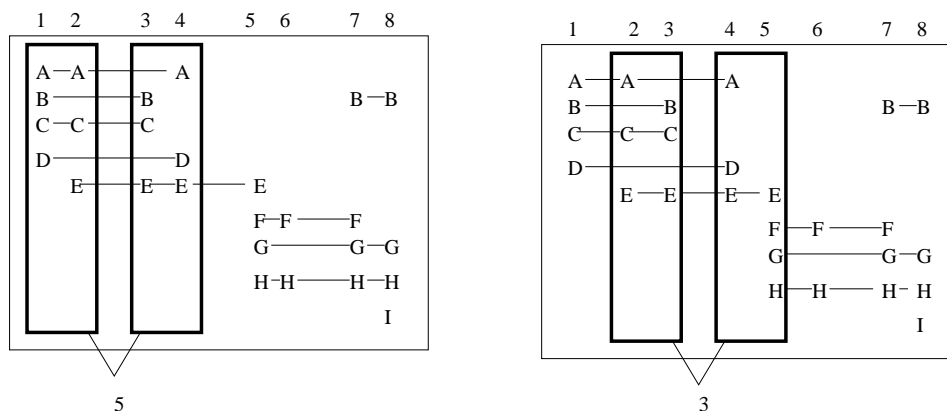 1 2 3 4 5 6 7 8
A A A
B B B B
C C C
D D
E E E E
F F F
G G G
H H H H
I
5
1 2 3 4 5 6 7 8
A A A
B B B B
C C C
D D
E E E E
F F F
G G G
H H H H
I
3